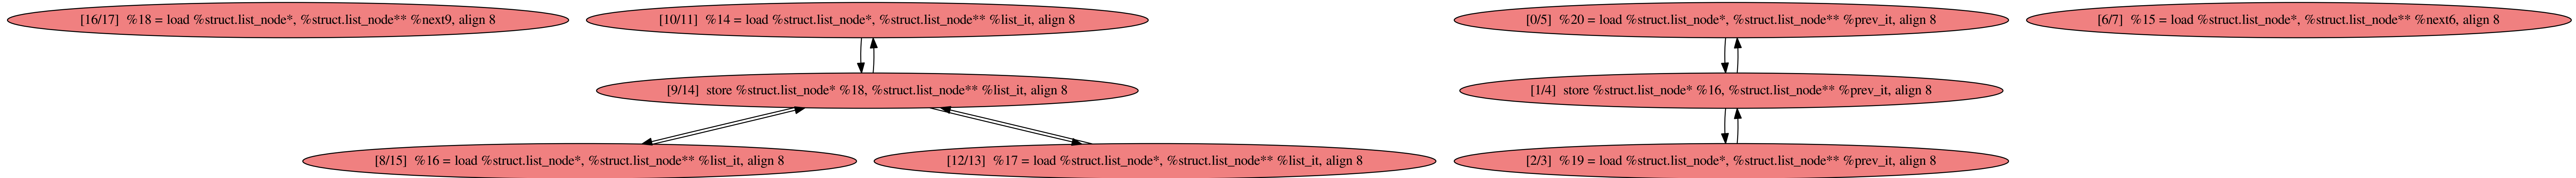 [16/17]  %18 = load %struct.list_node*, %struct.list_node** %next9, align 8
[10/11]  %14 = load %struct.list_node*, %struct.list_node** %list_it, align 8
[0/5]  %20 = load %struct.list_node*, %struct.list_node** %prev_it, align 8
[6/7]  %15 = load %struct.list_node*, %struct.list_node** %next6, align 8
[9/14]  store %struct.list_node* %18, %struct.list_node** %list_it, align 8
[1/4]  store %struct.list_node* %16, %struct.list_node** %prev_it, align 8
[8/15]  %16 = load %struct.list_node*, %struct.list_node** %list_it, align 8
[12/13]  %17 = load %struct.list_node*, %struct.list_node** %list_it, align 8
[2/3]  %19 = load %struct.list_node*, %struct.list_node** %prev_it, align 8